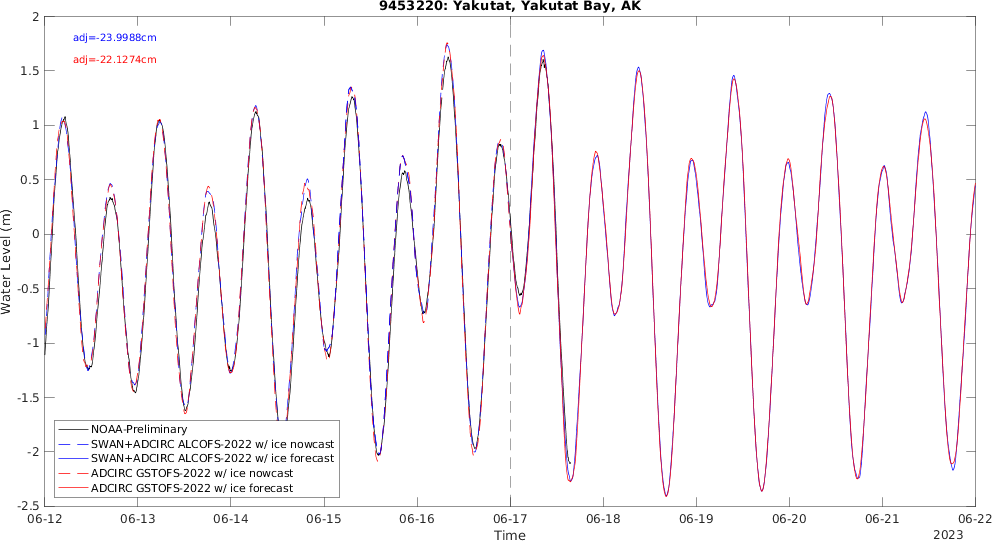 9453220: Yakutat, Yakutat Bay, AK
adj=-23.9988cm
adj=-22.1274cm
2
1.5
1
0.5
0
-0.5
-1
-1.5
-2
-2.5
Water Level (m)
NOAA-Preliminary
SWAN+ADCIRC ALCOFS-2022 w/ ice nowcast
SWAN+ADCIRC ALCOFS-2022 w/ ice forecast
ADCIRC GSTOFS-2022 w/ ice nowcast
ADCIRC GSTOFS-2022 w/ ice forecast
06-12 06-13 06-14 06-15 06-16 06-17 06-18 06-19 06-20 06-21 06-22
Time
2023